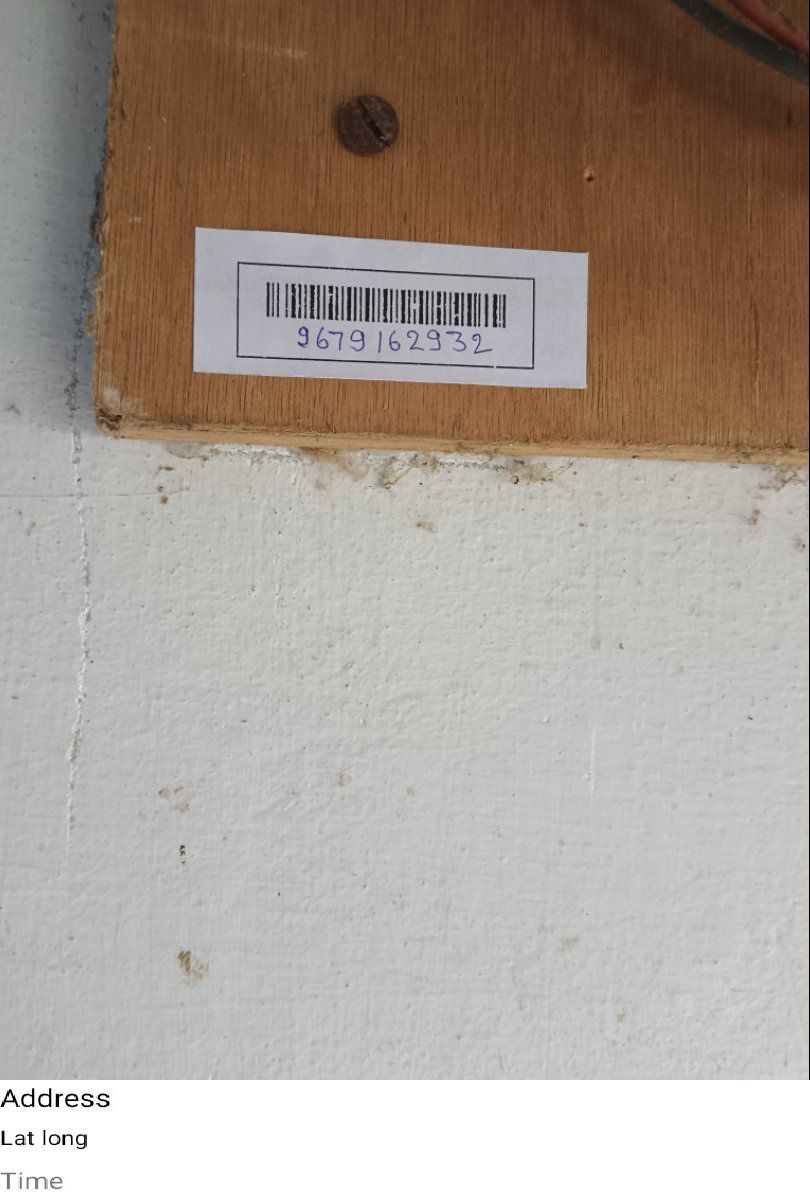 9679162932
Address
Lat long
Time